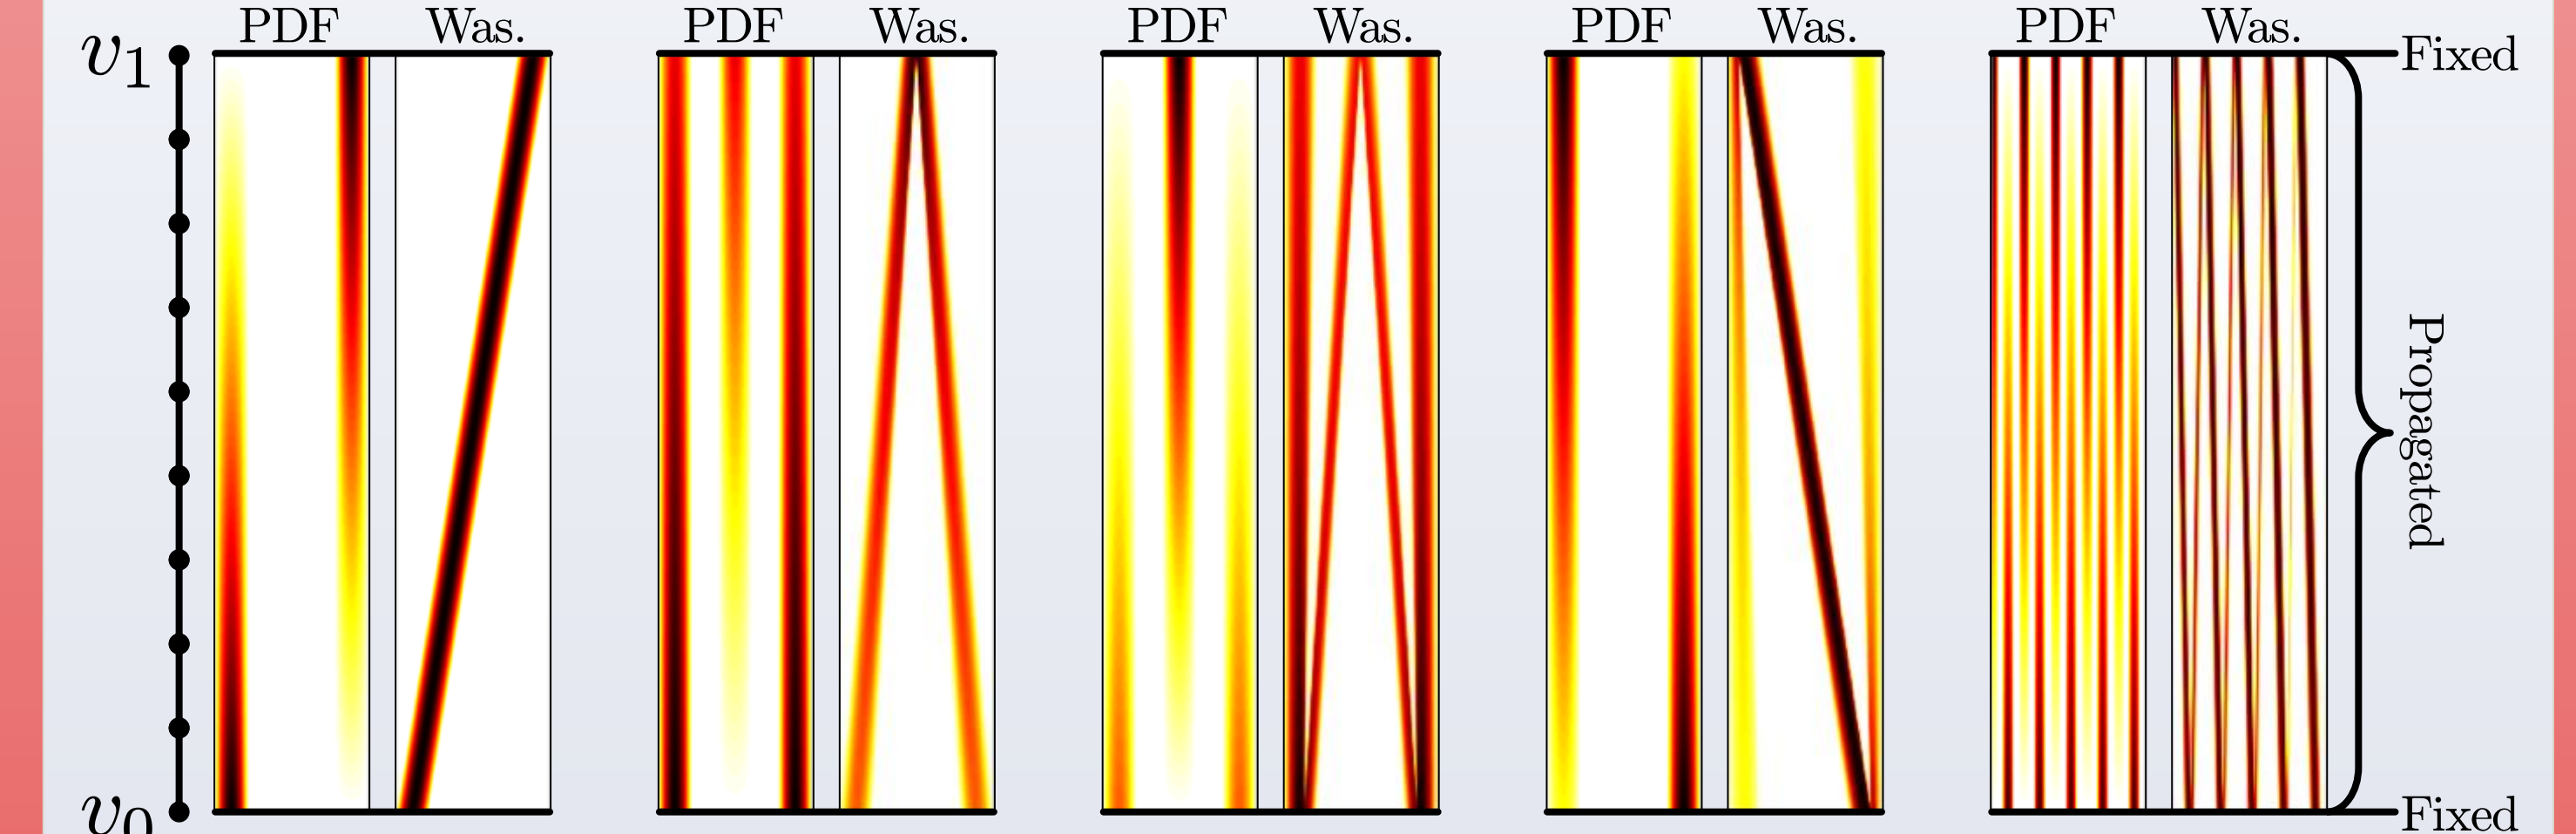 PDF Was. PDF Was. PDF Was. PDF Was. PDF Was.
v₁
Fixed
Propagated
v₀
Fixed